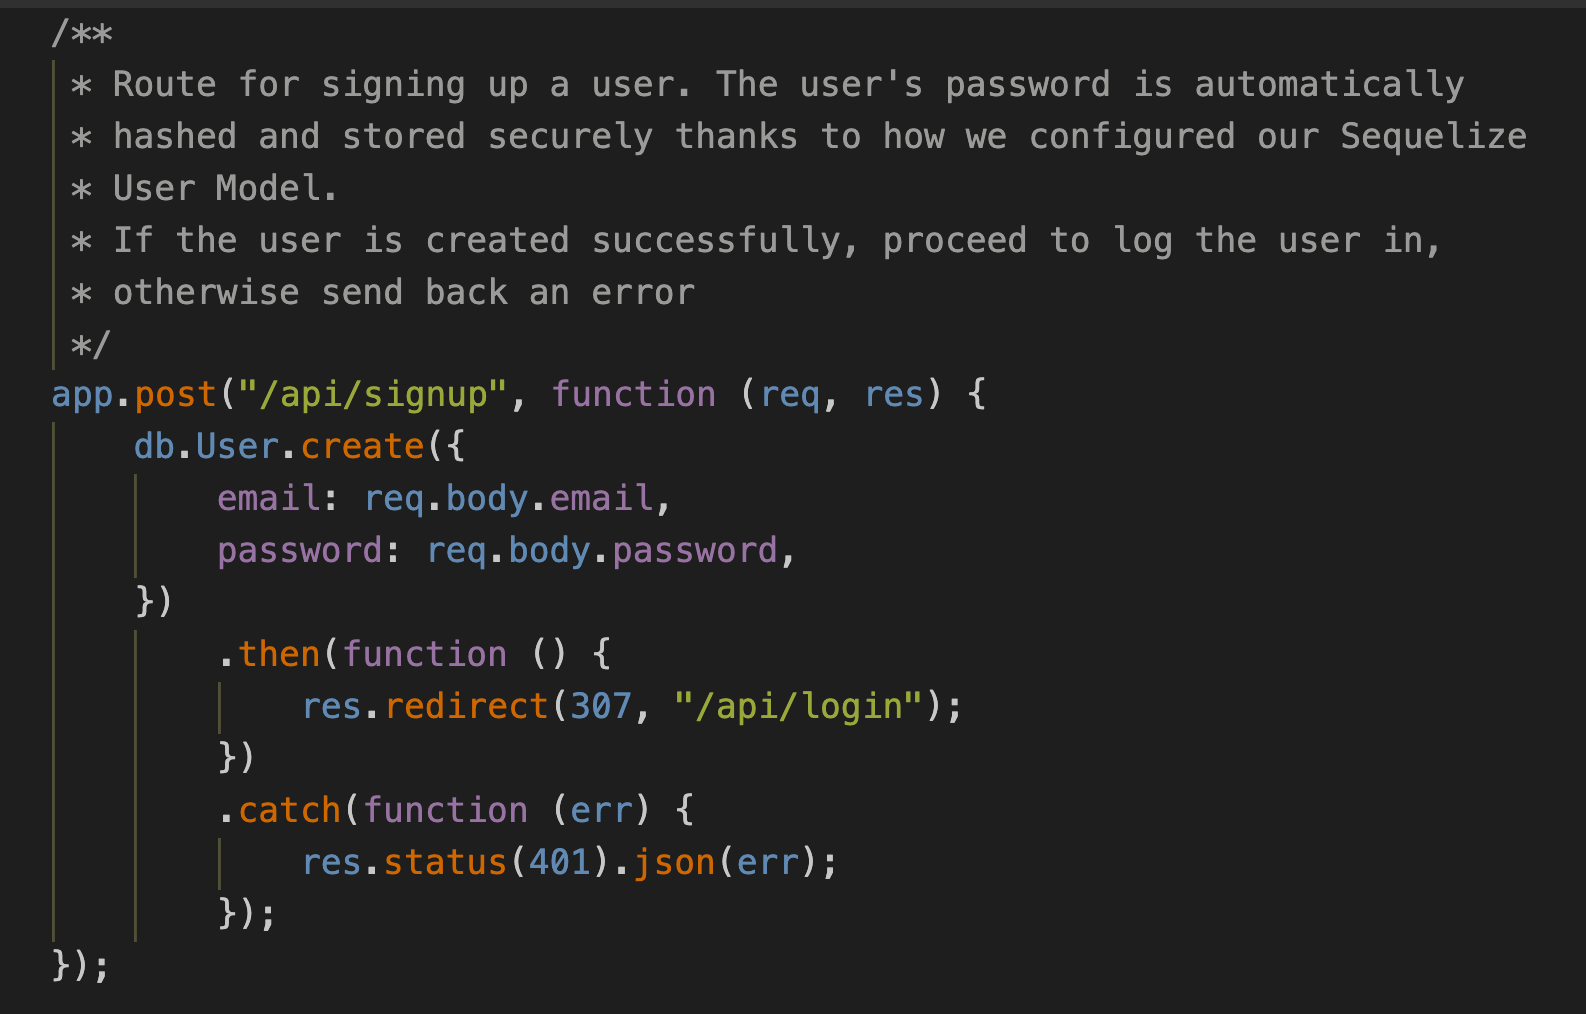 /**
 * Route for signing up a user. The user's password is automatically
 * hashed and stored securely thanks to how we configured our Sequelize
 * User Model.
 * If the user is created successfully, proceed to log the user in,
 * otherwise send back an error
 */
app.post("/api/signup", function (req, res) {
    db.User.create({
        email: req.body.email,
        password: req.body.password,
    })
        .then(function () {
            res.redirect(307, "/api/login");
        })
        .catch(function (err) {
            res.status(401).json(err);
        });
});